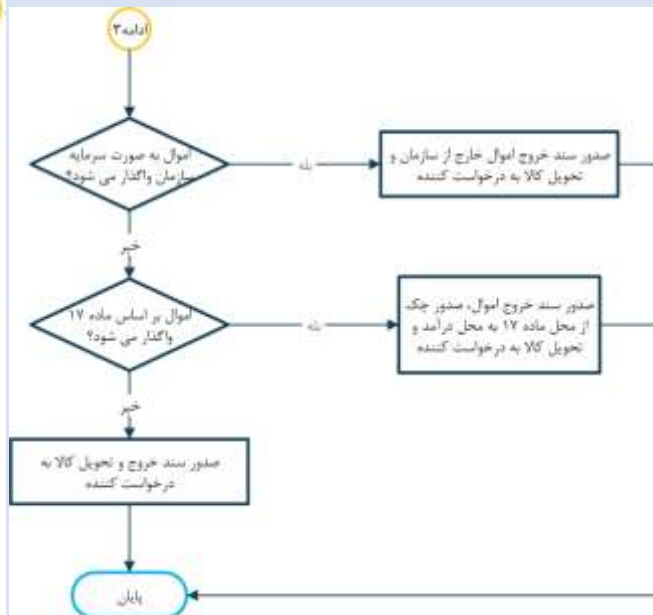 ادامه۳
اموال به صورت سرمایه
سازمان واگذار می شود؟
بله
صدور سند خروج اموال خارج از سازمان و
تحویل کالا به درخواست کننده
خیر
اموال بر اساس ماده ۱۷
واگذار می شود؟
بله
صدور سند خروج اموال، صدور چک
از محل ماده ۱۷ به محل درآمد و
تحویل کالا به درخواست کننده
خیر
صدور سند خروج و تحویل کالا به
درخواست کننده
پایان